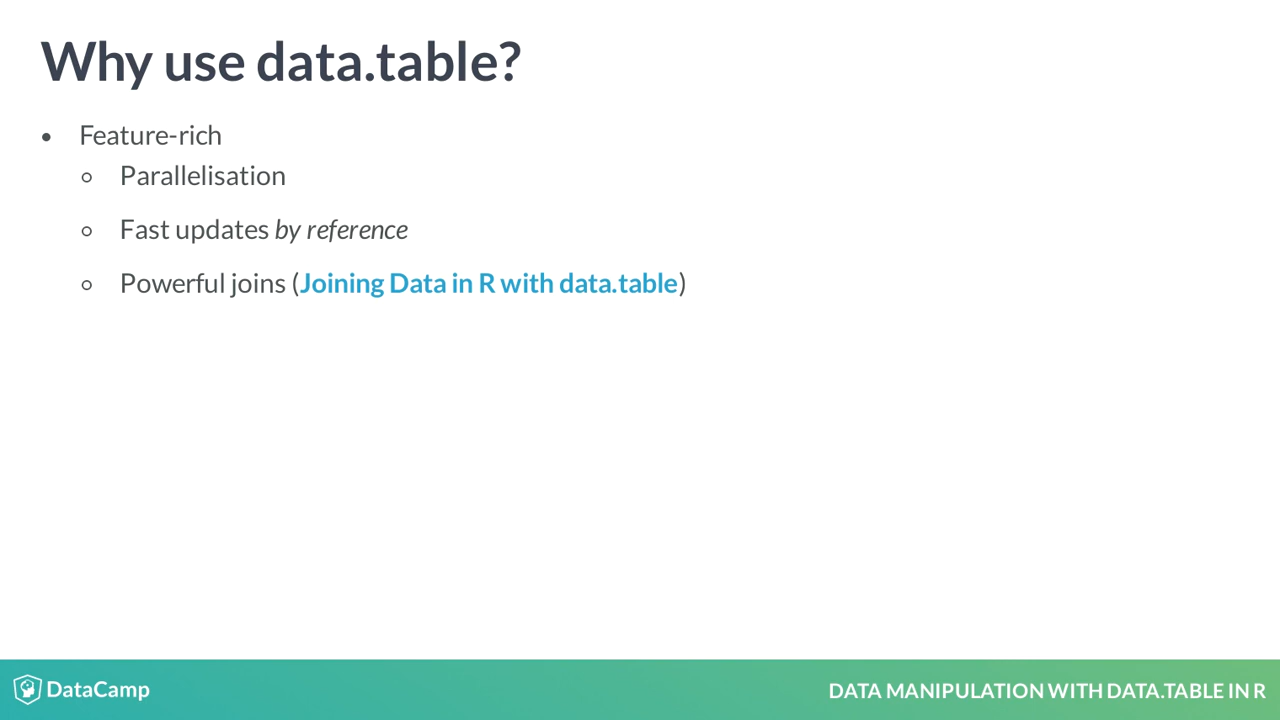 Why use data.table?
• Feature-rich
○ Parallelisation
○ Fast updates by reference
○ Powerful joins (Joining Data in R with data.table)
DataCamp
DATA MANIPULATION WITH DATA.TABLE IN R